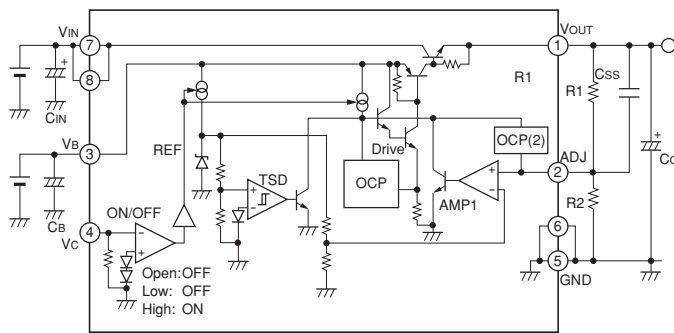 VIN
7
8
CIN
VB
3
CB
ON/OFF
4
VC
Open:OFF
Low: OFF
High: ON
REF
TSD
OCP
Drive
AMP1
OCP(2)
R1
VOUT
1
R1
CSS
ADJ
2
R2
6
5
GND